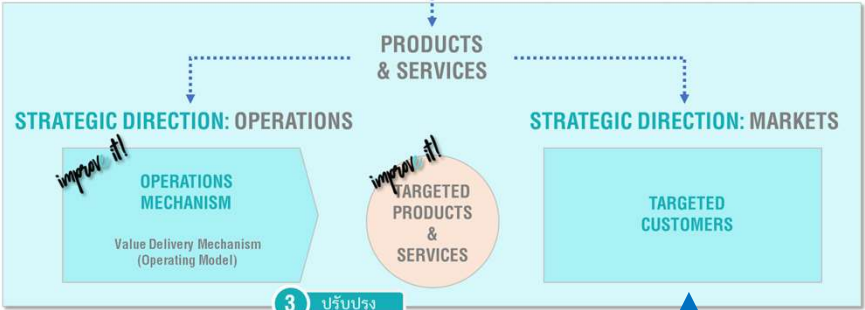 PRODUCTS
& SERVICES
STRATEGIC DIRECTION: OPERATIONS
STRATEGIC DIRECTION: MARKETS
improve it!
OPERATIONS
MECHANISM
Value Delivery Mechanism
(Operating Model)
improve it!
TARGETED
PRODUCTS
&
SERVICES
TARGETED
CUSTOMERS
3 ปรับปรุง